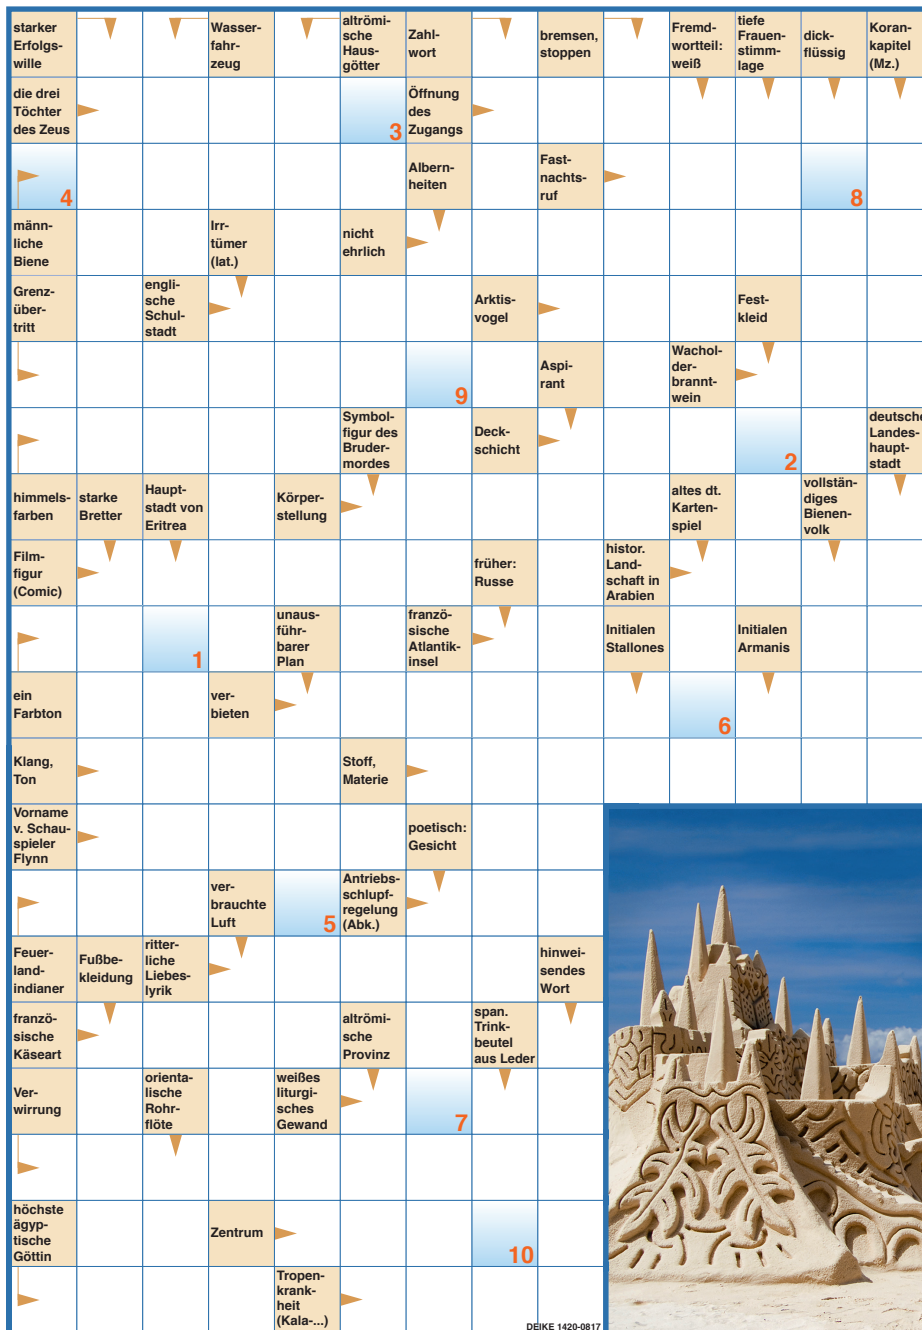 starker
Erfolgs-
wille
Wasser-
fahr-
zeug
altrömi-
sche
Haus-
götter
Zahl-
wort
bremsen,
stoppen
Fremd-
wortteil:
weiß
tiefe
Frauen-
stimm-
lage
dick-
flüssig
Koran-
kapitel
(Mz.)
die drei
Töchter
des Zeus
3
Öffnung
des
Zugangs
4
Albern-
heiten
Fast-
nachts-
ruf
8
männ-
liche
Biene
Irr-
tümer
(lat.)
nicht
ehrlich
Grenz-
über-
tritt
engli-
sche
Schul-
stadt
Arktis-
vogel
Fest-
kleid
9
Aspi-
rant
Wachol-
der-
brannt-
wein
Symbol-
figur des
Bruder-
mordes
Deck-
schicht
2
deutsche
Landes-
haupt-
stadt
himmels-
farben
starke
Bretter
Haupt-
stadt von
Eritrea
Körper-
stellung
altes dt.
Karten-
spiel
vollstän-
diges
Bienen-
volk
Film-
figur
(Comic)
früher:
Russe
histor.
Land-
schaft in
Arabien
1
unaus-
führ-
barer
Plan
franzö-
sische
Atlantik-
insel
Initialen
Stallones
Initialen
Armanis
ein
Farbton
ver-
bieten
6
Klang,
Ton
Stoff,
Materie
Vorname
v. Schau-
spieler
Flynn
poetisch:
Gesicht
ver-
brauchte
Luft
5
Antriebs-
schlupf-
regelung
(Abk.)
Feuer-
land-
indianer
Fußbe-
kleidung
ritter-
liche
Liebes-
lyrik
hinwei-
sendes
Wort
franzö-
sische
Käseart
altrömi-
sche
Provinz
span.
Trink-
beutel
aus Leder
Ver-
wirrung
orienta-
lische
Rohr-
flöte
weißes
liturgi-
sches
Gewand
7
höchste
ägyp-
tische
Göttin
Zentrum
10
Tropen-
krank-
heit
(Kala-...)
DEIKE 1420-0817